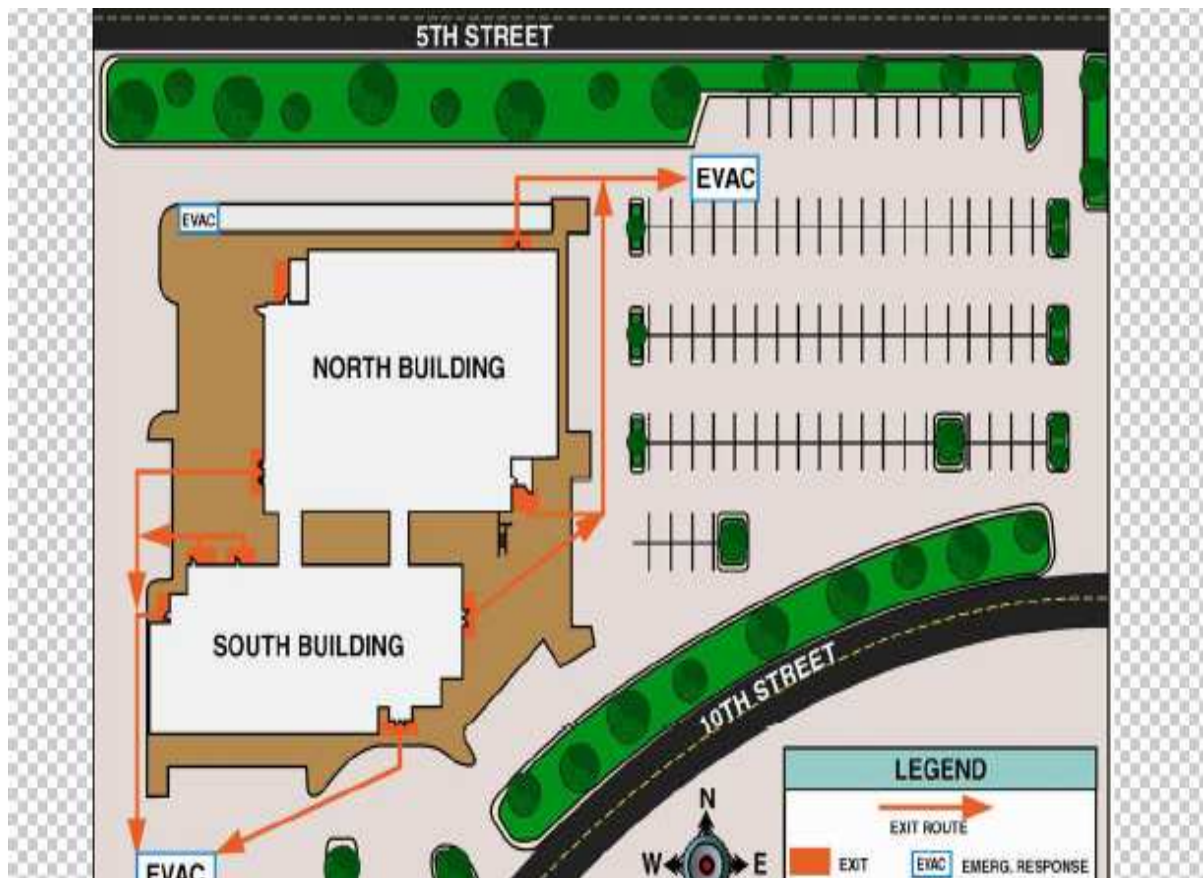 5TH STREET
EVAC
EVAC
NORTH BUILDING
SOUTH BUILDING
10TH STREET
LEGEND
EXIT ROUTE
EXIT
EVAC
EMERG. RESPONSE
N
W
E
EVAC